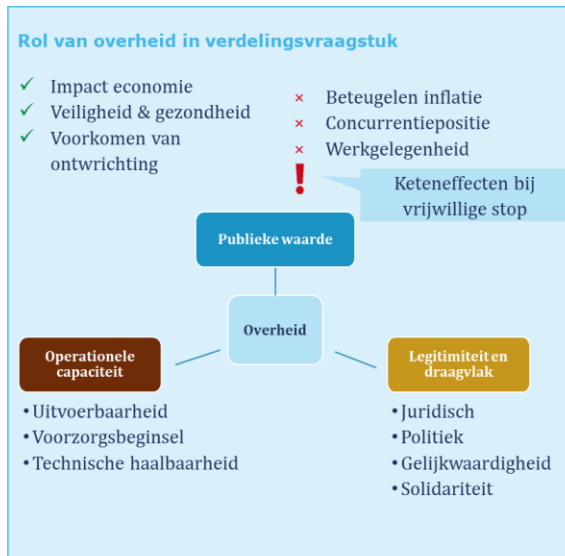 Rol van overheid in verdelingsvraagstuk
✓ Impact economie
✓ Veiligheid & gezondheid
✓ Voorkomen van
ontwrichting
× Beteugelen inflatie
× Concurrentiepositie
× Werkgelegenheid
!
Keteneffecten bij
vrijwillige stop
Publieke waarde
Overheid
Operationele
capaciteit
• Uitvoerbaarheid
• Voorzorgsbeginsel
• Technische haalbaarheid
Legitimiteit en
draagvlak
• Juridisch
• Politiek
• Gelijkwaardigheid
• Solidariteit